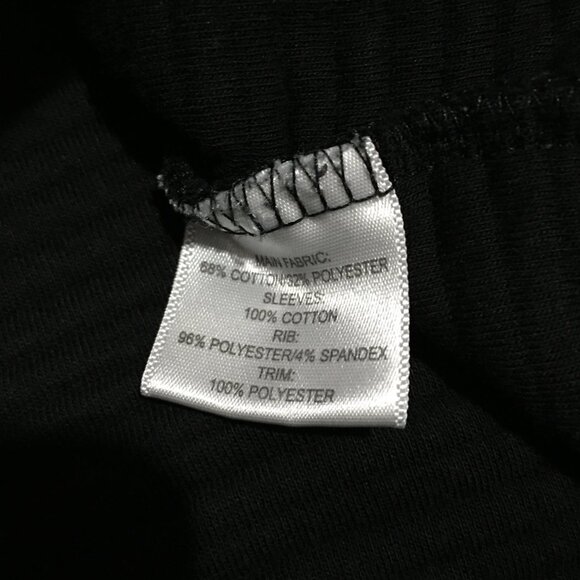 MAIN FABRIC:
68% COTTON/32% POLYESTER
SLEEVES:
100% COTTON
RIB:
96% POLYESTER/4% SPANDEX
TRIM:
100% POLYESTER